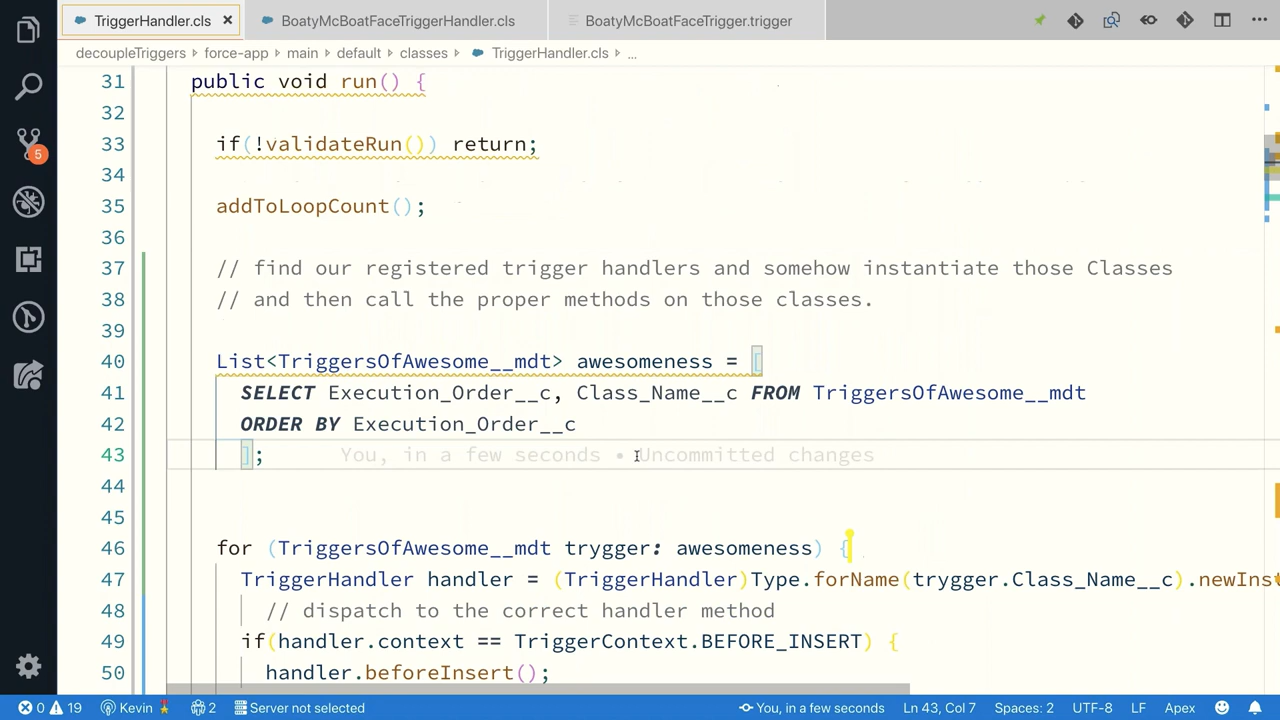 TriggerHandler.cls
BoatyMcBoatFaceTriggerHandler.cls
BoatyMcBoatFaceTrigger.trigger
decoupleTriggers › force-app › main › default › classes › TriggerHandler.cls › ...
31 public void run() {
32
33 if(!validateRun()) return;
34
35 addToLoopCount();
36
37 // find our registered trigger handlers and somehow instantiate those Classes
38 // and then call the proper methods on those classes.
39
40 List<TriggersOfAwesome__mdt> awesomeness = [
41 SELECT Execution_Order__c, Class_Name__c FROM TriggersOfAwesome__mdt
42 ORDER BY Execution_Order__c
43 ]; You, in a few seconds • Uncommitted changes
44
45
46 for (TriggersOfAwesome__mdt trygger: awesomeness) {
47 TriggerHandler handler = (TriggerHandler)Type.forName(trygger.Class_Name__c).newInst
48 // dispatch to the correct handler method
49 if(handler.context == TriggerContext.BEFORE_INSERT) {
50 handler.beforeInsert();
5
0 19 Kevin 2 Server not selected You, in a few seconds Ln 43, Col 7 Spaces: 2 UTF-8 LF Apex